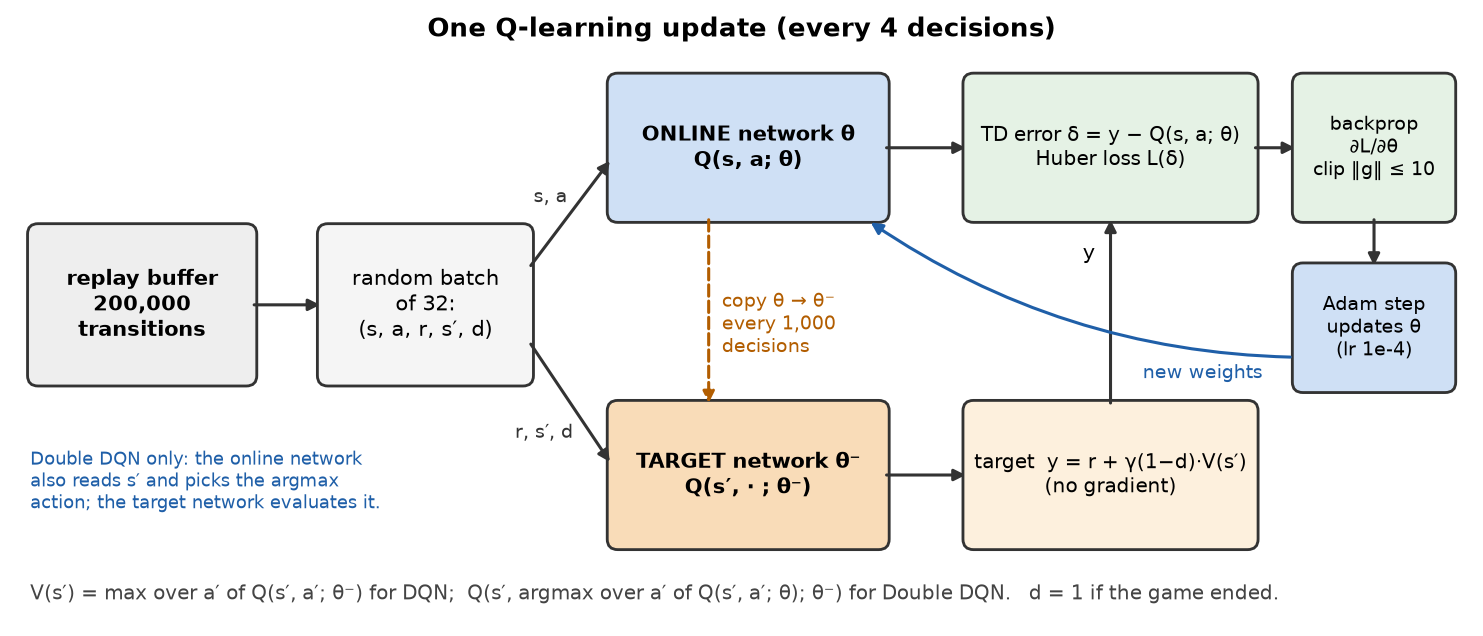 One Q-learning update (every 4 decisions)
replay buffer
200,000
transitions
random batch
of 32:
(s, a, r, s′, d)
s, a
r, s′, d
ONLINE network θ
Q(s, a; θ)
copy θ → θ⁻
every 1,000
decisions
TARGET network θ⁻
Q(s′, · ; θ⁻)
TD error δ = y − Q(s, a; θ)
Huber loss L(δ)
y
target  y = r + γ(1−d)·V(s′)
(no gradient)
backprop
∂L/∂θ
clip ‖g‖ ≤ 10
Adam step
updates θ
(lr 1e-4)
new weights
Double DQN only: the online network
also reads s′ and picks the argmax
action; the target network evaluates it.
V(s′) = max over a′ of Q(s′, a′; θ⁻) for DQN;  Q(s′, argmax over a′ of Q(s′, a′; θ); θ⁻) for Double DQN.   d = 1 if the game ended.